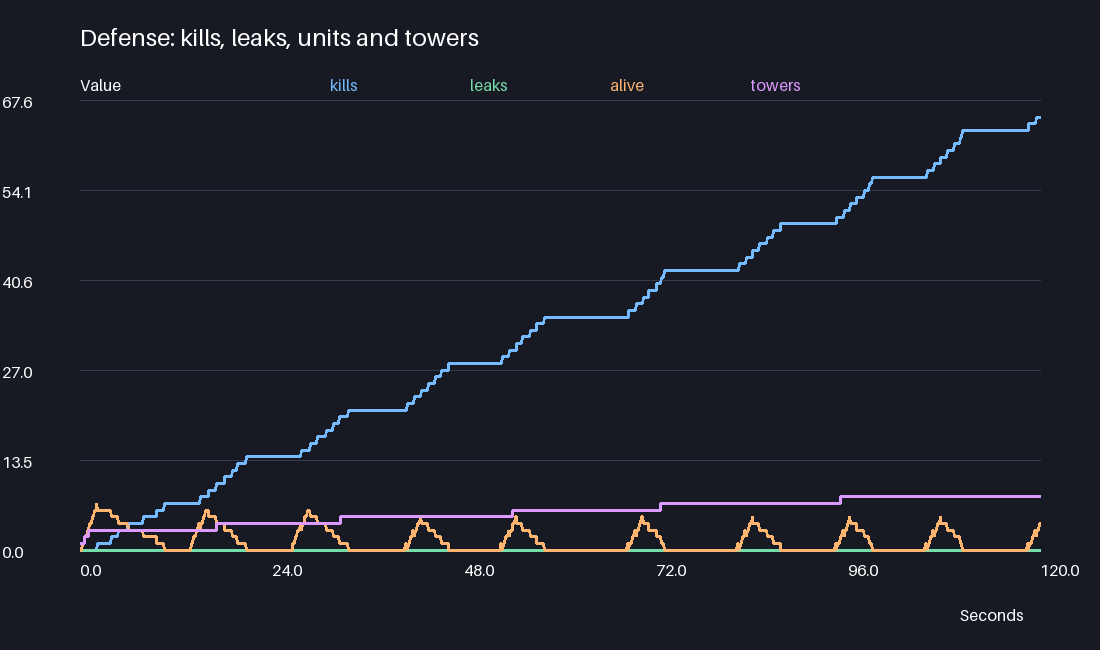 Defense: kills, leaks, units and towers
Value kills leaks alive towers
67.6
54.1
40.6
27.0
13.5
0.0
0.0 24.0 48.0 72.0 96.0 120.0
Seconds